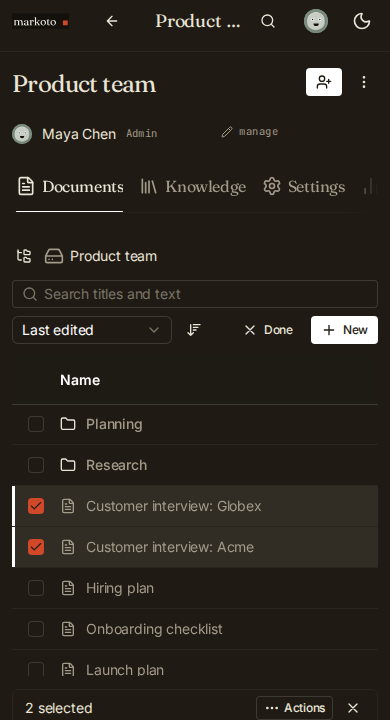 markoto
Product ...
Product team
Maya Chen Admin
manage
Documents Knowledge Settings
Product team
Search titles and text
Last edited Done New
Name
Planning
Research
Customer interview: Globex
Customer interview: Acme
Hiring plan
Onboarding checklist
Launch plan
2 selected ... Actions